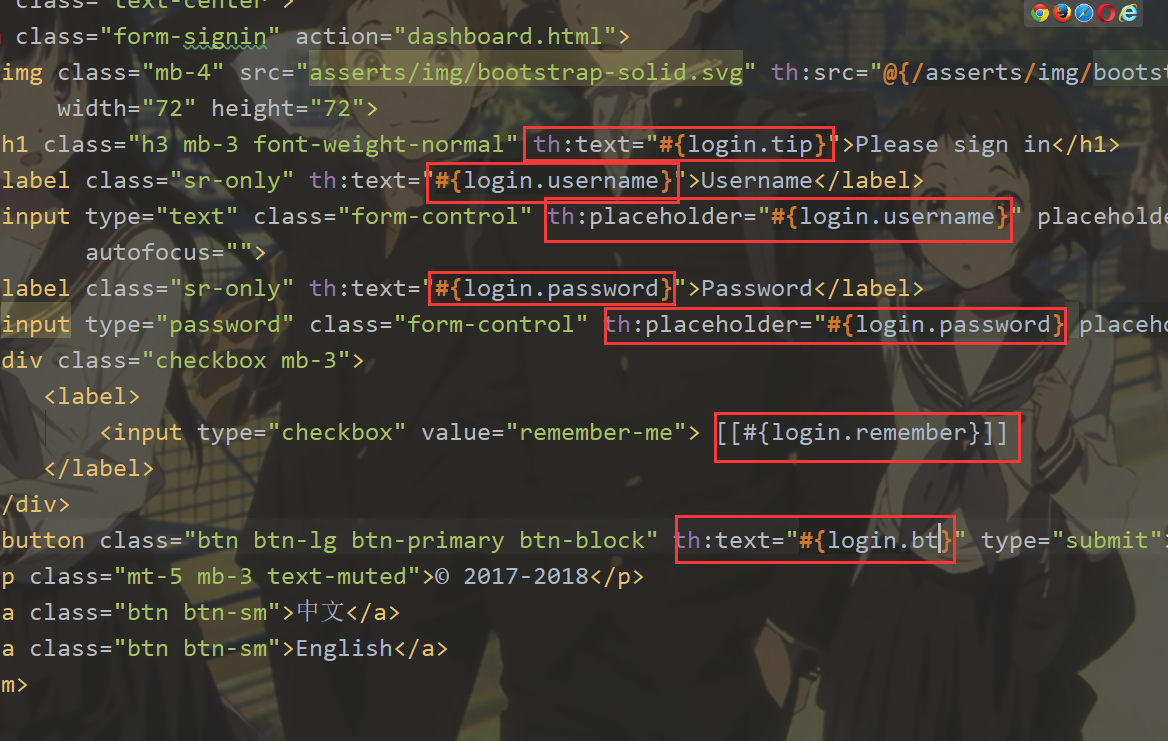 class="text-center">
class="form-signin" action="dashboard.html">
img class="mb-4" src="asserts/img/bootstrap-solid.svg" th:src="@{/asserts/img/bootst
width="72" height="72">
h1 class="h3 mb-3 font-weight-normal" th:text="#{login.tip}">Please sign in</h1>
label class="sr-only" th:text="#{login.username}">Username</label>
input type="text" class="form-control" th:placeholder="#{login.username}" placeholde
autofocus="">
label class="sr-only" th:text="#{login.password}">Password</label>
input type="password" class="form-control" th:placeholder="#{login.password} placeho
div class="checkbox mb-3">
<label>
<input type="checkbox" value="remember-me"> [[#{login.remember}]]
</label>
/div>
button class="btn btn-lg btn-primary btn-block" th:text="#{login.bt}" type="submit">
p class="mt-5 mb-3 text-muted">© 2017-2018</p>
a class="btn btn-sm">中文</a>
a class="btn btn-sm">English</a>
m>